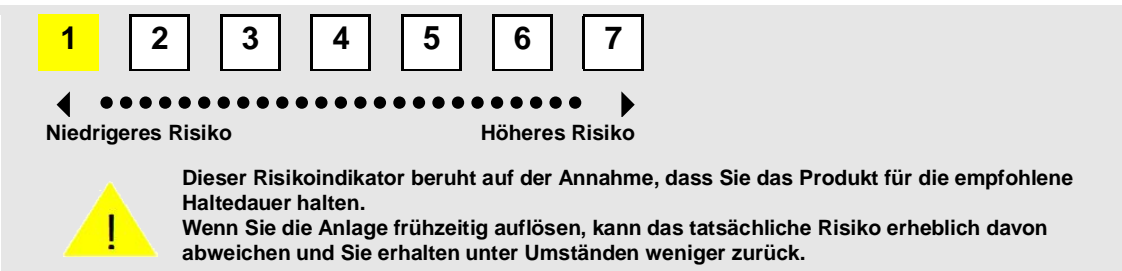 1 2 3 4 5 6 7
Niedrigeres Risiko Höheres Risiko
Dieser Risikoindikator beruht auf der Annahme, dass Sie das Produkt für die empfohlene
Haltedauer halten.
Wenn Sie die Anlage frühzeitig auflösen, kann das tatsächliche Risiko erheblich davon
abweichen und Sie erhalten unter Umständen weniger zurück.
!